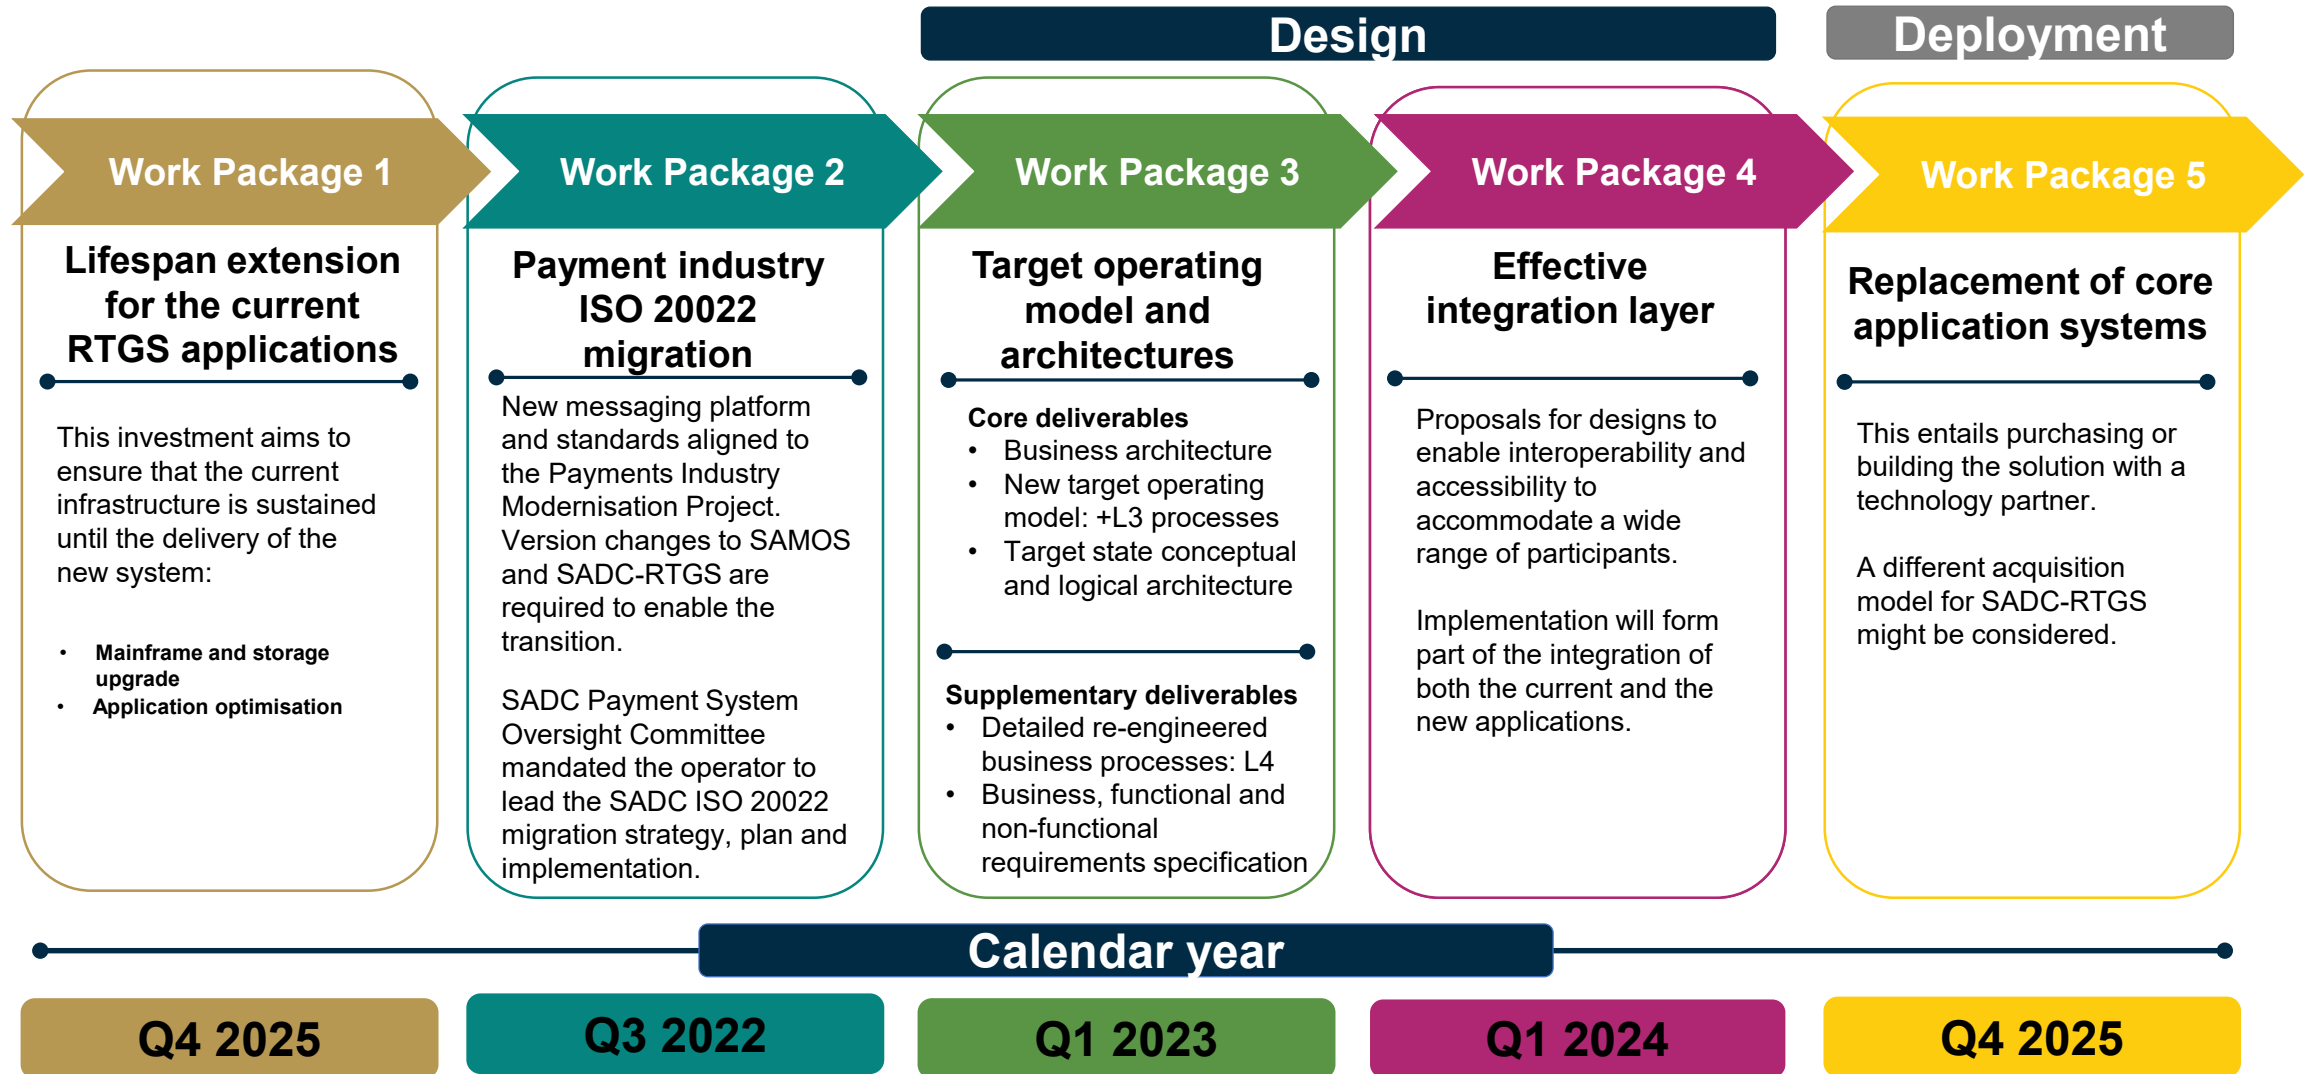 Design
Deployment
Work Package 1
Work Package 2
Work Package 3
Work Package 4
Work Package 5
Lifespan extension
for the current
RTGS applications
This investment aims to
ensure that the current
infrastructure is sustained
until the delivery of the
new system:
• Mainframe and storage
upgrade
• Application optimisation
Payment industry
ISO 20022
migration
New messaging platform
and standards aligned to
the Payments Industry
Modernisation Project.
Version changes to SAMOS
and SADC-RTGS are
required to enable the
transition.
SADC Payment System
Oversight Committee
mandated the operator to
lead the SADC ISO 20022
migration strategy, plan and
implementation.
Target operating
model and
architectures
Core deliverables
• Business architecture
• New target operating
model: +L3 processes
• Target state conceptual
and logical architecture
Supplementary deliverables
• Detailed re-engineered
business processes: L4
• Business, functional and
non-functional
requirements specification
Effective
integration layer
Proposals for designs to
enable interoperability and
accessibility to
accommodate a wide
range of participants.
Implementation will form
part of the integration of
both the current and the
new applications.
Replacement of core
application systems
This entails purchasing or
building the solution with a
technology partner.
A different acquisition
model for SADC-RTGS
might be considered.
Calendar year
Q4 2025
Q3 2022
Q1 2023
Q1 2024
Q4 2025